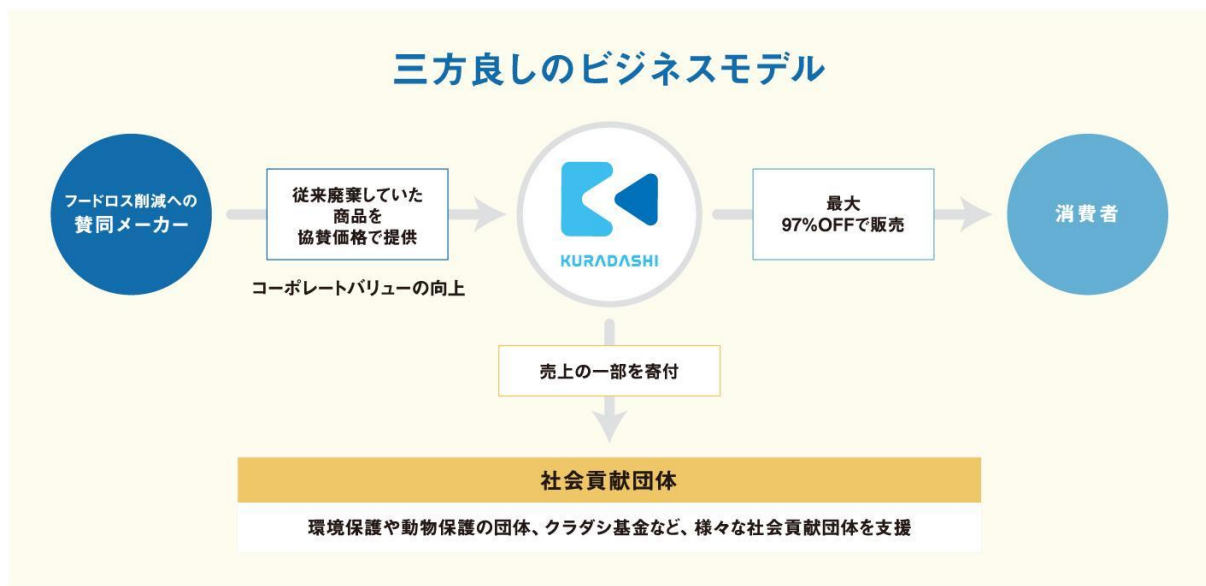 三方良しのビジネスモデル
フードロス削減への
賛同メーカー
従来廃棄していた
商品を
協賛価格で提供
コーポレートバリューの向上
KURADASHI
最大
97%OFFで販売
消費者
売上の一部を寄付
社会貢献団体
環境保護や動物保護の団体、クラダシ基金など、様々な社会貢献団体を支援